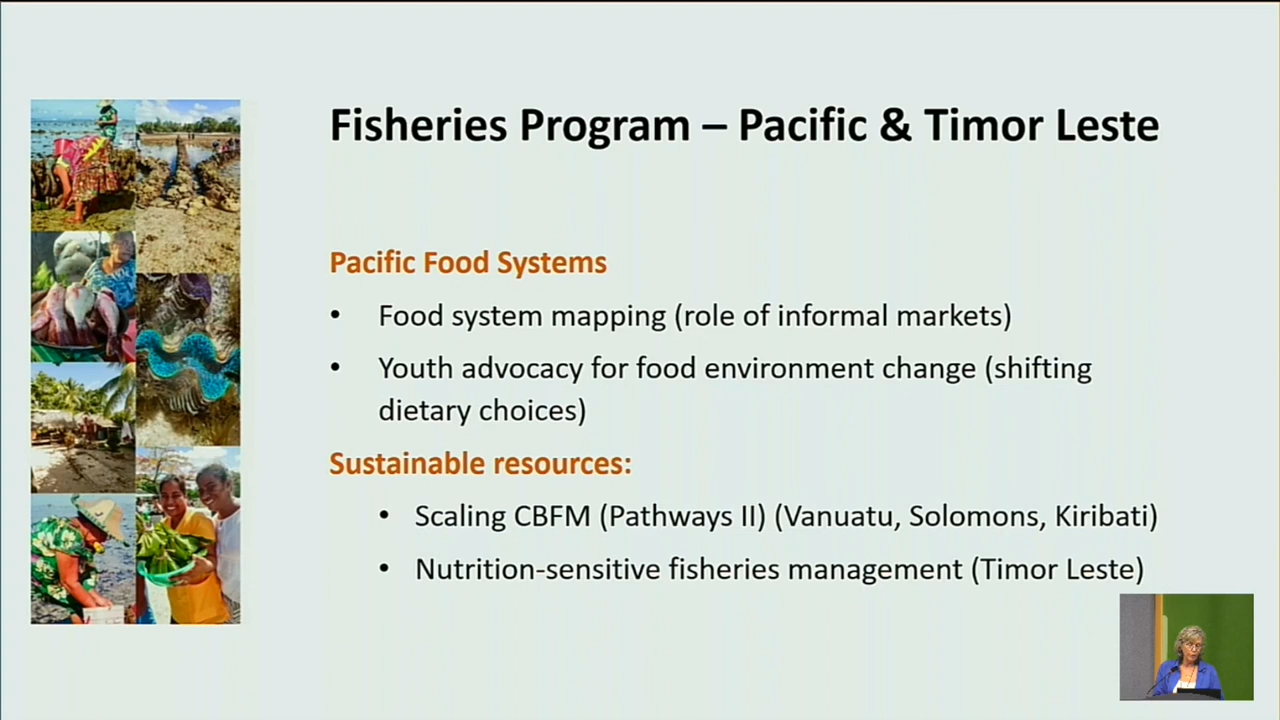 Fisheries Program – Pacific & Timor Leste
Pacific Food Systems
• Food system mapping (role of informal markets)
• Youth advocacy for food environment change (shifting
dietary choices)
Sustainable resources:
• Scaling CBFM (Pathways II) (Vanuatu, Solomons, Kiribati)
• Nutrition-sensitive fisheries management (Timor Leste)